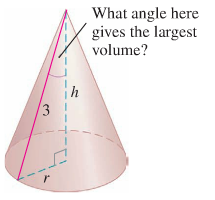 What angle here
gives the largest
volume?
h
3
r